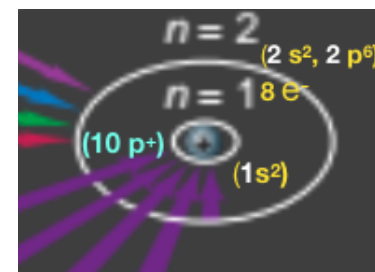 n = 2
(2 s², 2 p⁶)
n = 1 8 e⁻
(10 p⁺)
+
(1s²)